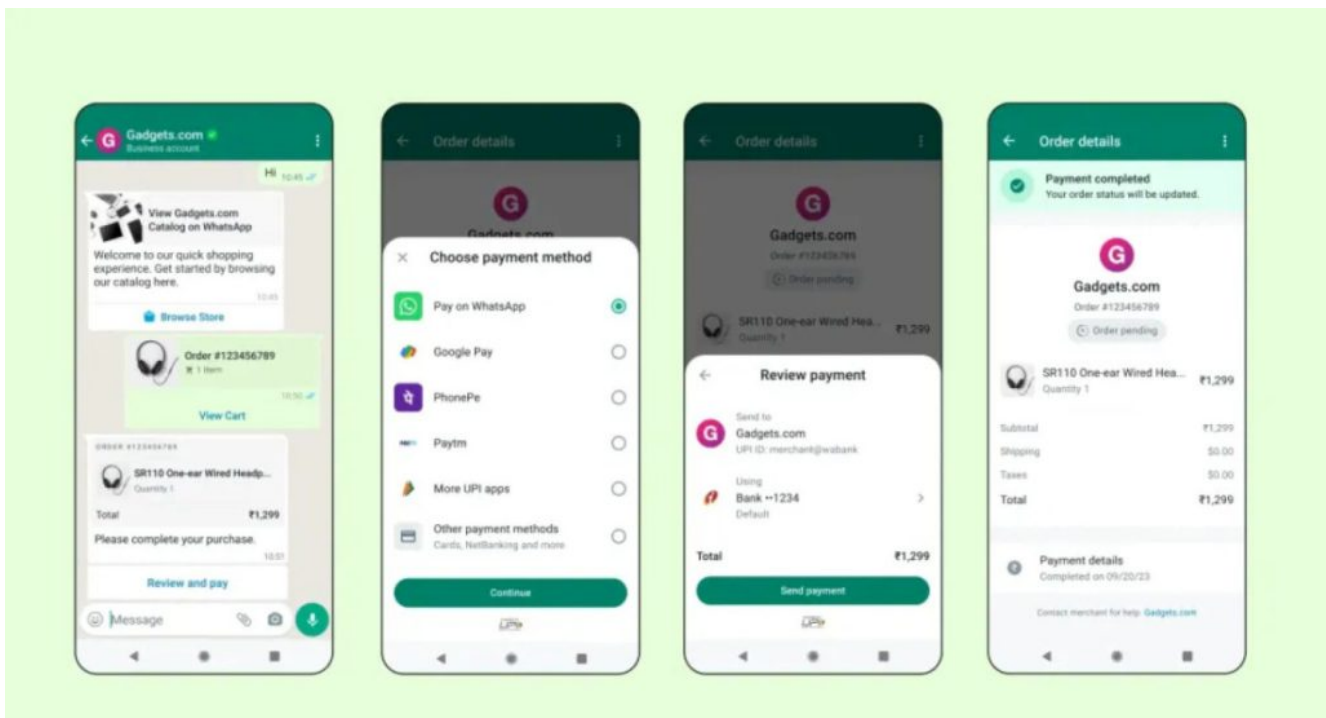 Gadgets.com
Business account
Hi 10:45
View Gadgets.com
Catalog on WhatsApp
Welcome to our quick shopping
experience. Get started by browsing
our catalog here.
10:45
Browse Store
Order #123456789
1 item
10:50
View Cart
ORDER #123456789
SR110 One-ear Wired Headp...
Quantity 1
Total ₹1,299
Please complete your purchase.
10:51
Review and pay
Message
Order details
G
Gadgets.com
Choose payment method
Pay on WhatsApp
Google Pay
पे PhonePe
Paytm
More UPI apps
Other payment methods
Cards, NetBanking and more
Continue
UPI
Order details
G
Gadgets.com
Order #123456789
Order pending
SR110 One-ear Wired Hea... ₹1,299
Quantity 1
Review payment
Send to
G Gadgets.com
UPI ID: merchant@wabank
Using
Bank ··1234
Default
Total ₹1,299
Send payment
UPI
Order details
Payment completed
Your order status will be updated.
G
Gadgets.com
Order #123456789
Order pending
SR110 One-ear Wired Hea... ₹1,299
Quantity 1
Subtotal ₹1,299
Shipping $0.00
Taxes $0.00
Total ₹1,299
Payment details
Completed on 09/20/23
Contact merchant for help Gadgets.com